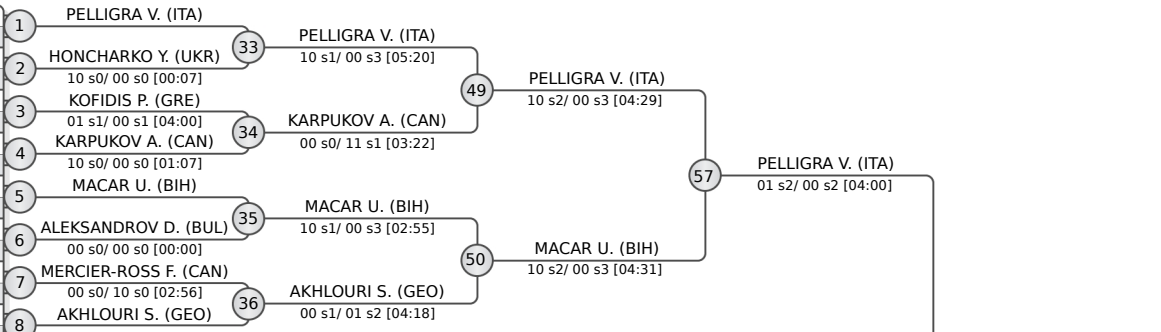 1
PELLIGRA V. (ITA)
2
HONCHARKO Y. (UKR)
10 s0/ 00 s0 [00:07]
3
KOFIDIS P. (GRE)
01 s1/ 00 s1 [04:00]
4
KARPUKOV A. (CAN)
10 s0/ 00 s0 [01:07]
5
MACAR U. (BIH)
6
ALEKSANDROV D. (BUL)
00 s0/ 00 s0 [00:00]
7
MERCIER-ROSS F. (CAN)
00 s0/ 10 s0 [02:56]
8
AKHLOURI S. (GEO)
33
PELLIGRA V. (ITA)
10 s1/ 00 s3 [05:20]
34
KARPUKOV A. (CAN)
00 s0/ 11 s1 [03:22]
35
MACAR U. (BIH)
10 s1/ 00 s3 [02:55]
36
AKHLOURI S. (GEO)
00 s1/ 01 s2 [04:18]
49
PELLIGRA V. (ITA)
10 s2/ 00 s3 [04:29]
50
MACAR U. (BIH)
10 s2/ 00 s3 [04:31]
57
PELLIGRA V. (ITA)
01 s2/ 00 s2 [04:00]